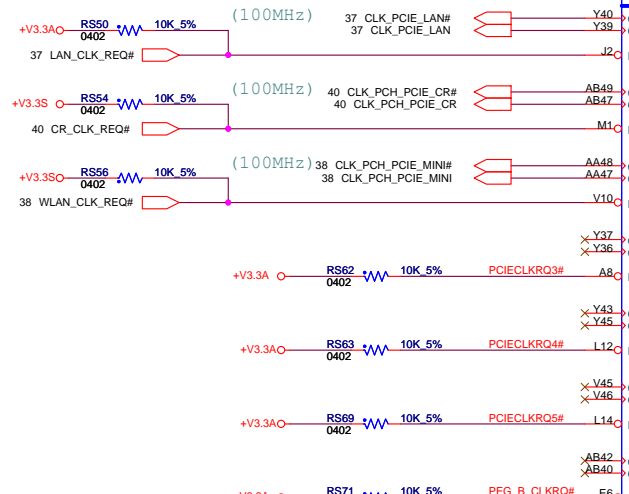 (100MHz) 37 CLK_PCIE_LAN# Y40
+V3.3A RS50 10K_5% 37 CLK_PCIE_LAN Y39
0402
37 LAN_CLK_REQ# J2
(100MHz) 40 CLK_PCH_PCIE_CR# AB49
+V3.3S RS54 10K_5% 40 CLK_PCH_PCIE_CR AB47
0402
40 CR_CLK_REQ# M1
(100MHz) 38 CLK_PCH_PCIE_MINI# AA48
+V3.3S RS56 10K_5% 38 CLK_PCH_PCIE_MINI AA47
0402
38 WLAN_CLK_REQ# V10
Y37
Y36
+V3.3A RS62 10K_5% PCIECLKRQ3# A8
0402
Y43
Y45
+V3.3A RS63 10K_5% PCIECLKRQ4# L12
0402
V45
V46
+V3.3A RS69 10K_5% PCIECLKRQ5# L14
0402
AB42
AB40
+V3.3A RS71 10K_5% PEG_B_CLKRQ# E6